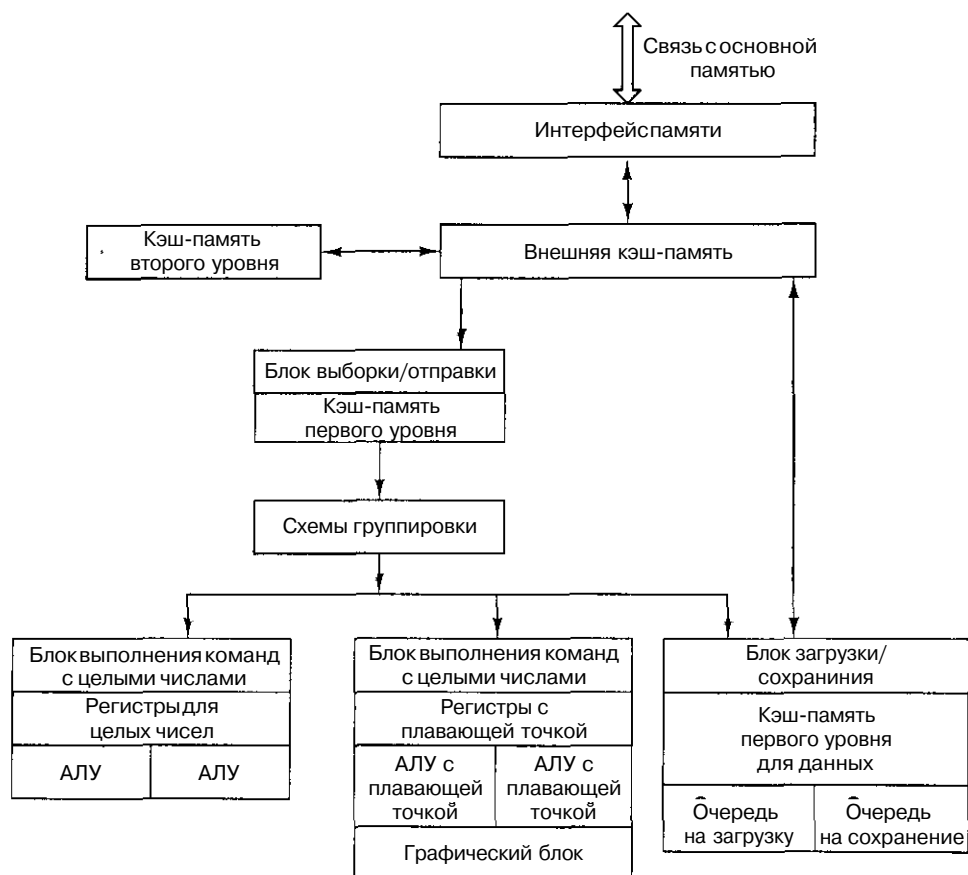 Связь с основной
памятью
Интерфейс памяти
Кэш-память
второго уровня
Внешняя кэш-память
Блок выборки/отправки
Кэш-память
первого уровня
Схемы группировки
Блок выполнения команд
с целыми числами
Регистры для
целых чисел
АЛУ
АЛУ
Блок выполнения команд
с целыми числами
Регистры с
плавающей точкой
АЛУ с
плавающей
точкой
АЛУ с
плавающей
точкой
Графический блок
Блок загрузки/
сохраниния
Кэш-память
первого уровня
для данных
Очередь
на загрузку
Очередь
на сохранение